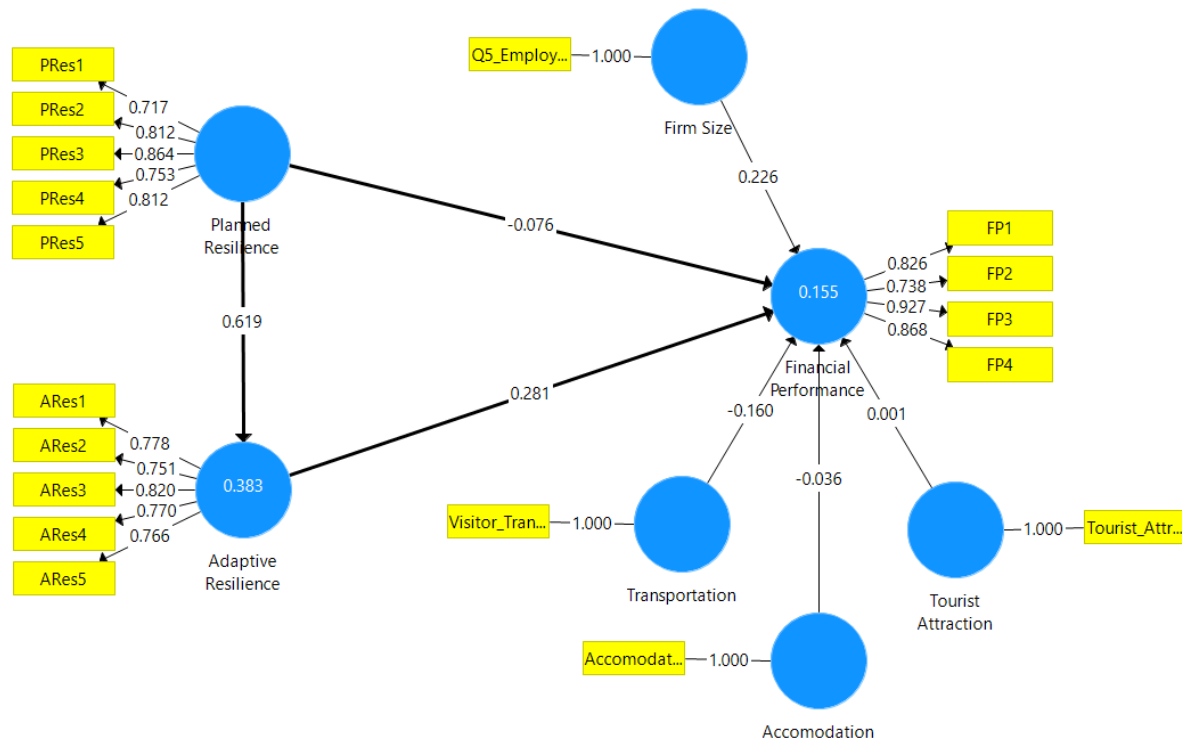 PRes1
PRes2
PRes3
PRes4
PRes5
0.717
0.812
0.864
0.753
0.812
Planned
Resilience
Q5_Employ...
1.000
Firm Size
0.226
-0.076
0.619
0.281
0.155
Financial
Performance
0.826
0.738
0.927
0.868
FP1
FP2
FP3
FP4
ARes1
ARes2
ARes3
ARes4
ARes5
0.778
0.751
0.820
0.770
0.766
0.383
Adaptive
Resilience
-0.160
-0.036
0.001
Visitor_Tran...
1.000
Transportation
1.000
Tourist_Attr...
Tourist
Attraction
Accomodat...
1.000
Accomodation